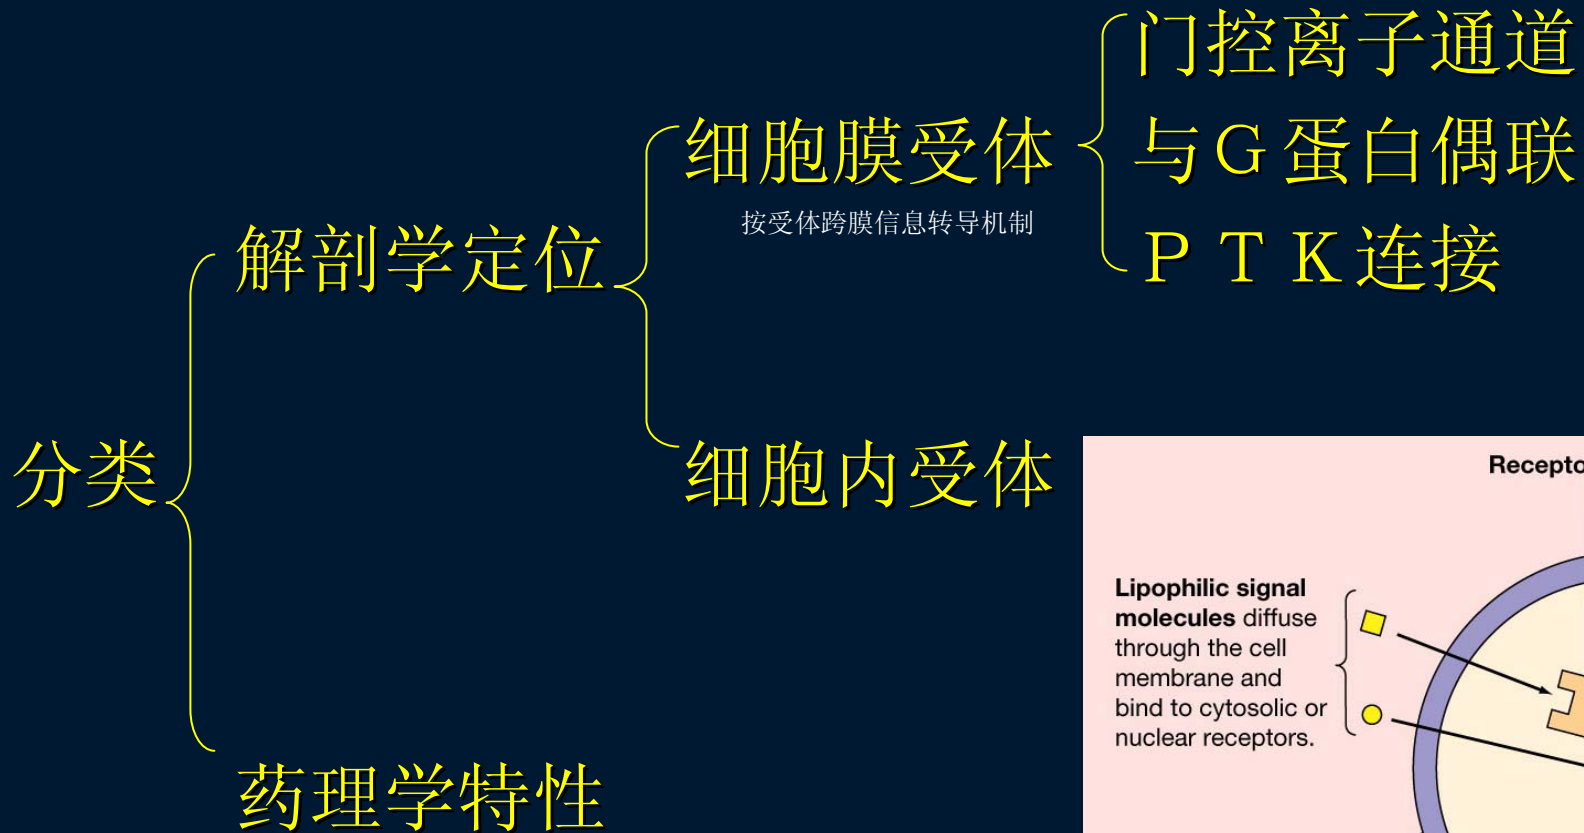 门控离子通道
细胞膜受体
与G蛋白偶联
按受体跨膜信息转导机制
解剖学定位
PTK连接
分类
细胞内受体
Recepto
Lipophilic signal
molecules diffuse
through the cell
membrane and
bind to cytosolic or
nuclear receptors.
药理学特性